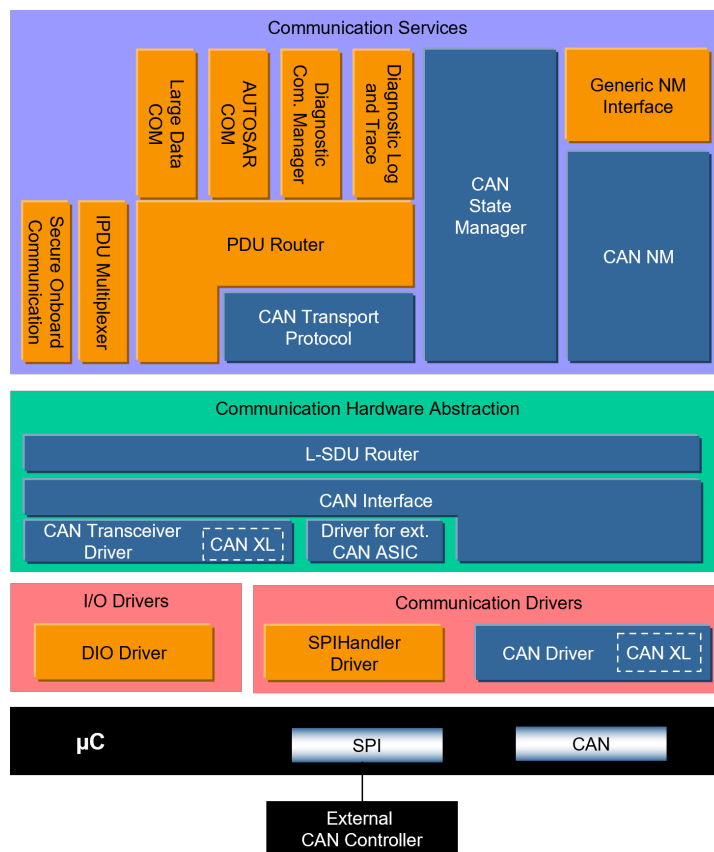 Communication Services
Large Data
COM
AUTOSAR
COM
Diagnostic
Com. Manager
Diagnostic Log
and Trace
CAN
State
Manager
Generic NM
Interface
Secure Onboard
Communication
IPDU Multiplexer
PDU Router
CAN NM
CAN Transport
Protocol
Communication Hardware Abstraction
L-SDU Router
CAN Interface
CAN Transceiver
Driver
CAN XL
Driver for ext.
CAN ASIC
I/O Drivers
DIO Driver
Communication Drivers
SPIHandler
Driver
CAN Driver
CAN XL
µC
SPI
CAN
External
CAN Controller